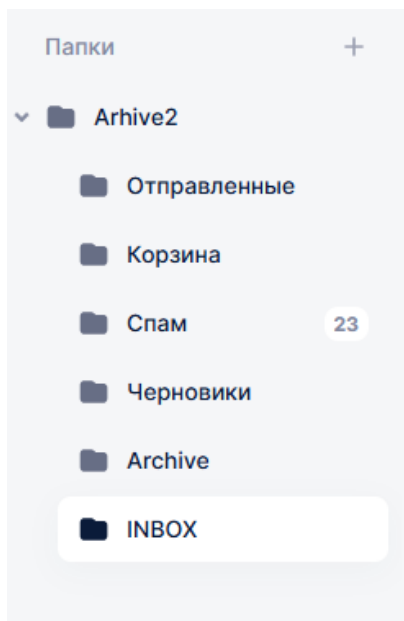 Папки +
Arhive2
Отправленные
Корзина
Спам 23
Черновики
Archive
INBOX